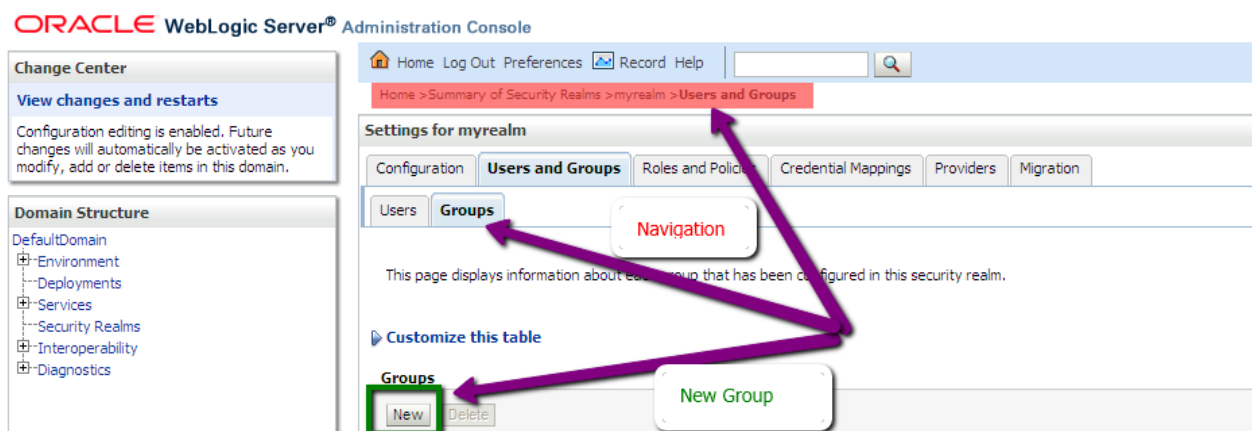 ORACLE WebLogic Server® Administration Console
Change Center
View changes and restarts
Configuration editing is enabled. Future
changes will automatically be activated as you
modify, add or delete items in this domain.
Domain Structure
DefaultDomain
Environment
Deployments
Services
Security Realms
Interoperability
Diagnostics
Home Log Out Preferences Record Help
Home >Summary of Security Realms >myrealm >Users and Groups
Settings for myrealm
Configuration Users and Groups Roles and Policies Credential Mappings Providers Migration
Users Groups
Navigation
This page displays information about each group that has been configured in this security realm.
Customize this table
Groups
New Group
New Delete